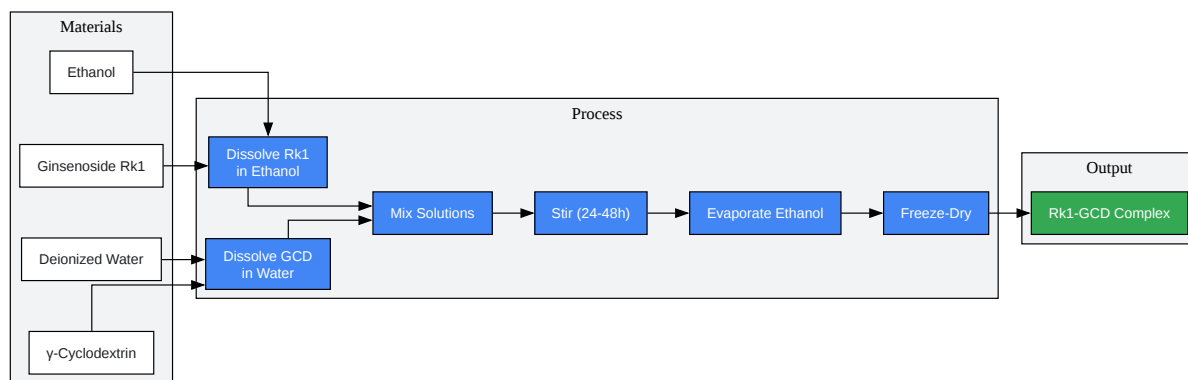 Materials
Ethanol
Ginsenoside Rk1
Deionized Water
γ-Cyclodextrin
Process
Dissolve Rk1
in Ethanol
Dissolve GCD
in Water
Mix Solutions
Stir (24-48h)
Evaporate Ethanol
Freeze-Dry
Output
Rk1-GCD Complex